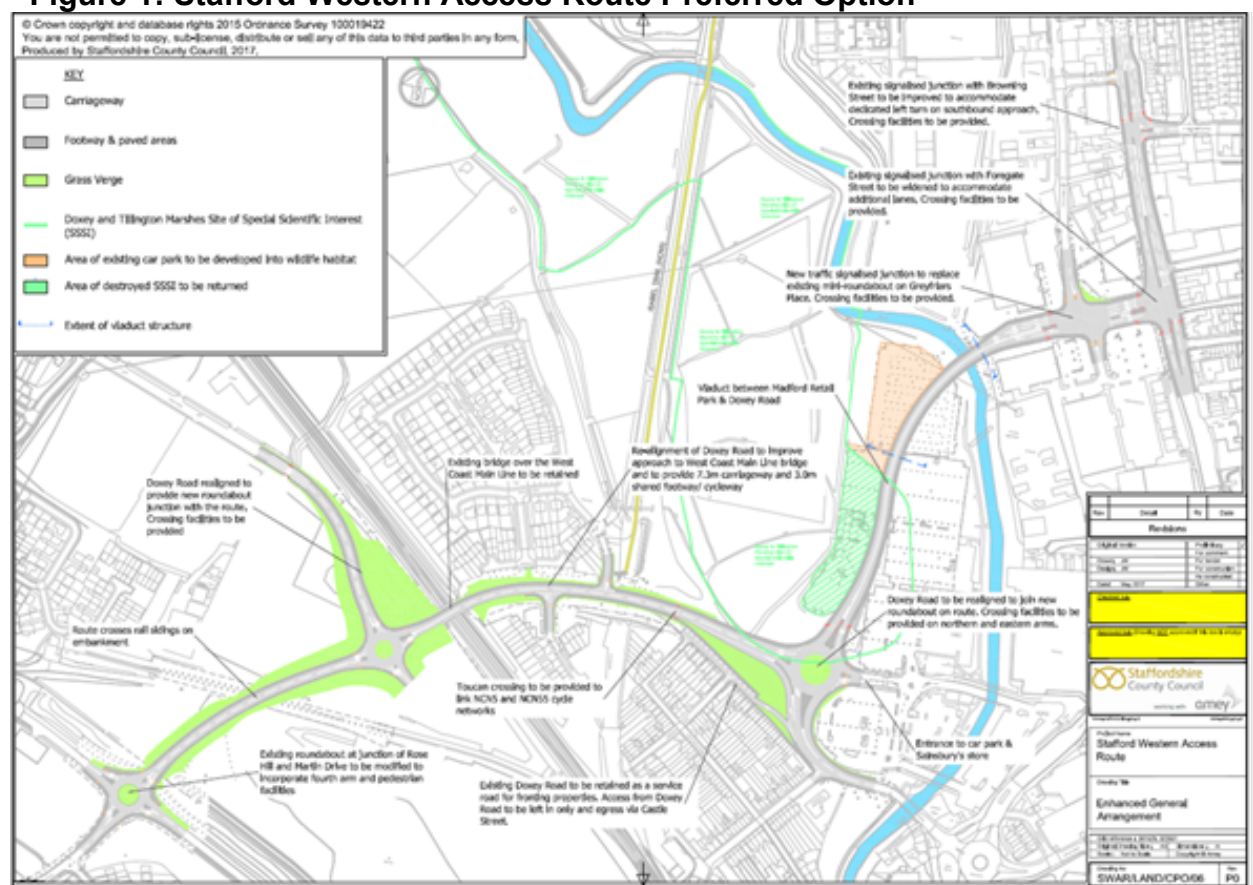 Figure 1: Stafford Western Access Route Preferred Option
© Crown copyright and database rights 2015 Ordnance Survey 100019422
You are not permitted to copy, sub-license, distribute or sell any of this data to third parties in any form.
Produced by Staffordshire County Council, 2017.
KEY
Carriageway
Footway & paved areas
Grass Verge
Doxey and Tillington Marshes Site of Special Scientific Interest
(SSSI)
Area of existing car park to be developed into wildlife habitat
Area of destroyed SSSI to be returned
Extent of viaduct structure
Existing signalised junction with Browning
Street to be improved to accommodate
dedicated left turn on southbound approach.
Crossing facilities to be provided.
Existing signalised junction with Foregate
Street to be widened to accommodate
additional lanes. Crossing facilities to be
provided.
New traffic signalised junction to replace
existing mini-roundabout on Greyfriars
Place. Crossing facilities to be provided.
Viaduct between Madford Retail
Park & Doxey Road
Realignment of Doxey Road to improve
approach to West Coast Main Line bridge
and to provide 7.3m carriageway and 3.0m
shared footway/ cycleway
Existing bridge over the West
Coast Main Line to be retained
Doxey Road realigned to
provide new roundabout
junction with the route.
Crossing facilities to be
provided
Route crosses rail sidings on
embankment
Doxey Road to be realigned to join new
roundabout on route. Crossing facilities to be
provided on northern and eastern arms.
Toucan crossing to be provided to
link NCN5 and NCN55 cycle
networks
Existing roundabout at junction of Rose
Hill and Martin Drive to be modified to
incorporate fourth arm and pedestrian
facilities
Existing Doxey Road to be retained as a service
road for fronting properties. Access from Doxey
Road to be left in only and egress via Castle
Street.
Entrance to car park &
Sainsbury's store
Rev Detail By Date
Revisions
Staffordshire
County Council
working with amey
Project Name
Stafford Western Access
Route
Drawing Title
Enhanced General
Arrangement
Drawing No
SWAR/LAND/CPO/06
Rev
P0